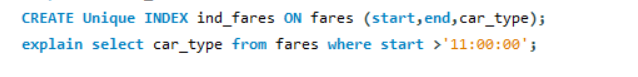 CREATE Unique INDEX ind_fares ON fares (start,end,car_type);
explain select car_type from fares where start >'11:00:00';